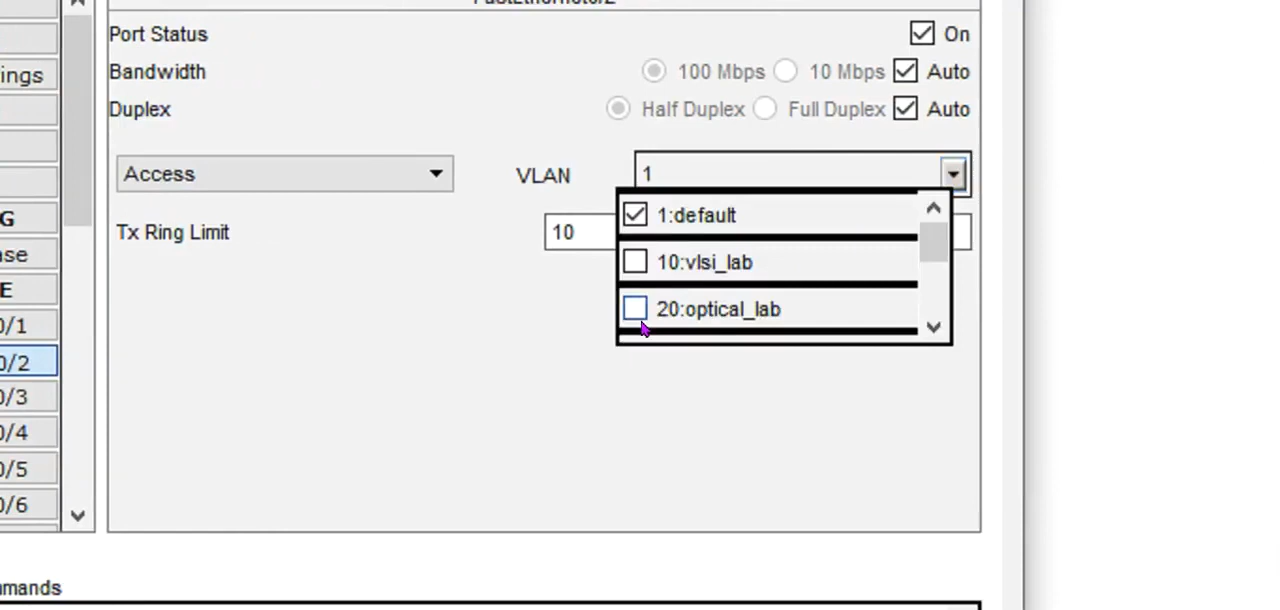 Port Status On
Bandwidth 100 Mbps 10 Mbps Auto
Duplex Half Duplex Full Duplex Auto
Access VLAN 1
1:default
Tx Ring Limit 10
10:vlsi_lab
20:optical_lab
ings
G
ase
E
0/1
0/2
0/3
0/4
0/5
0/6
mmands